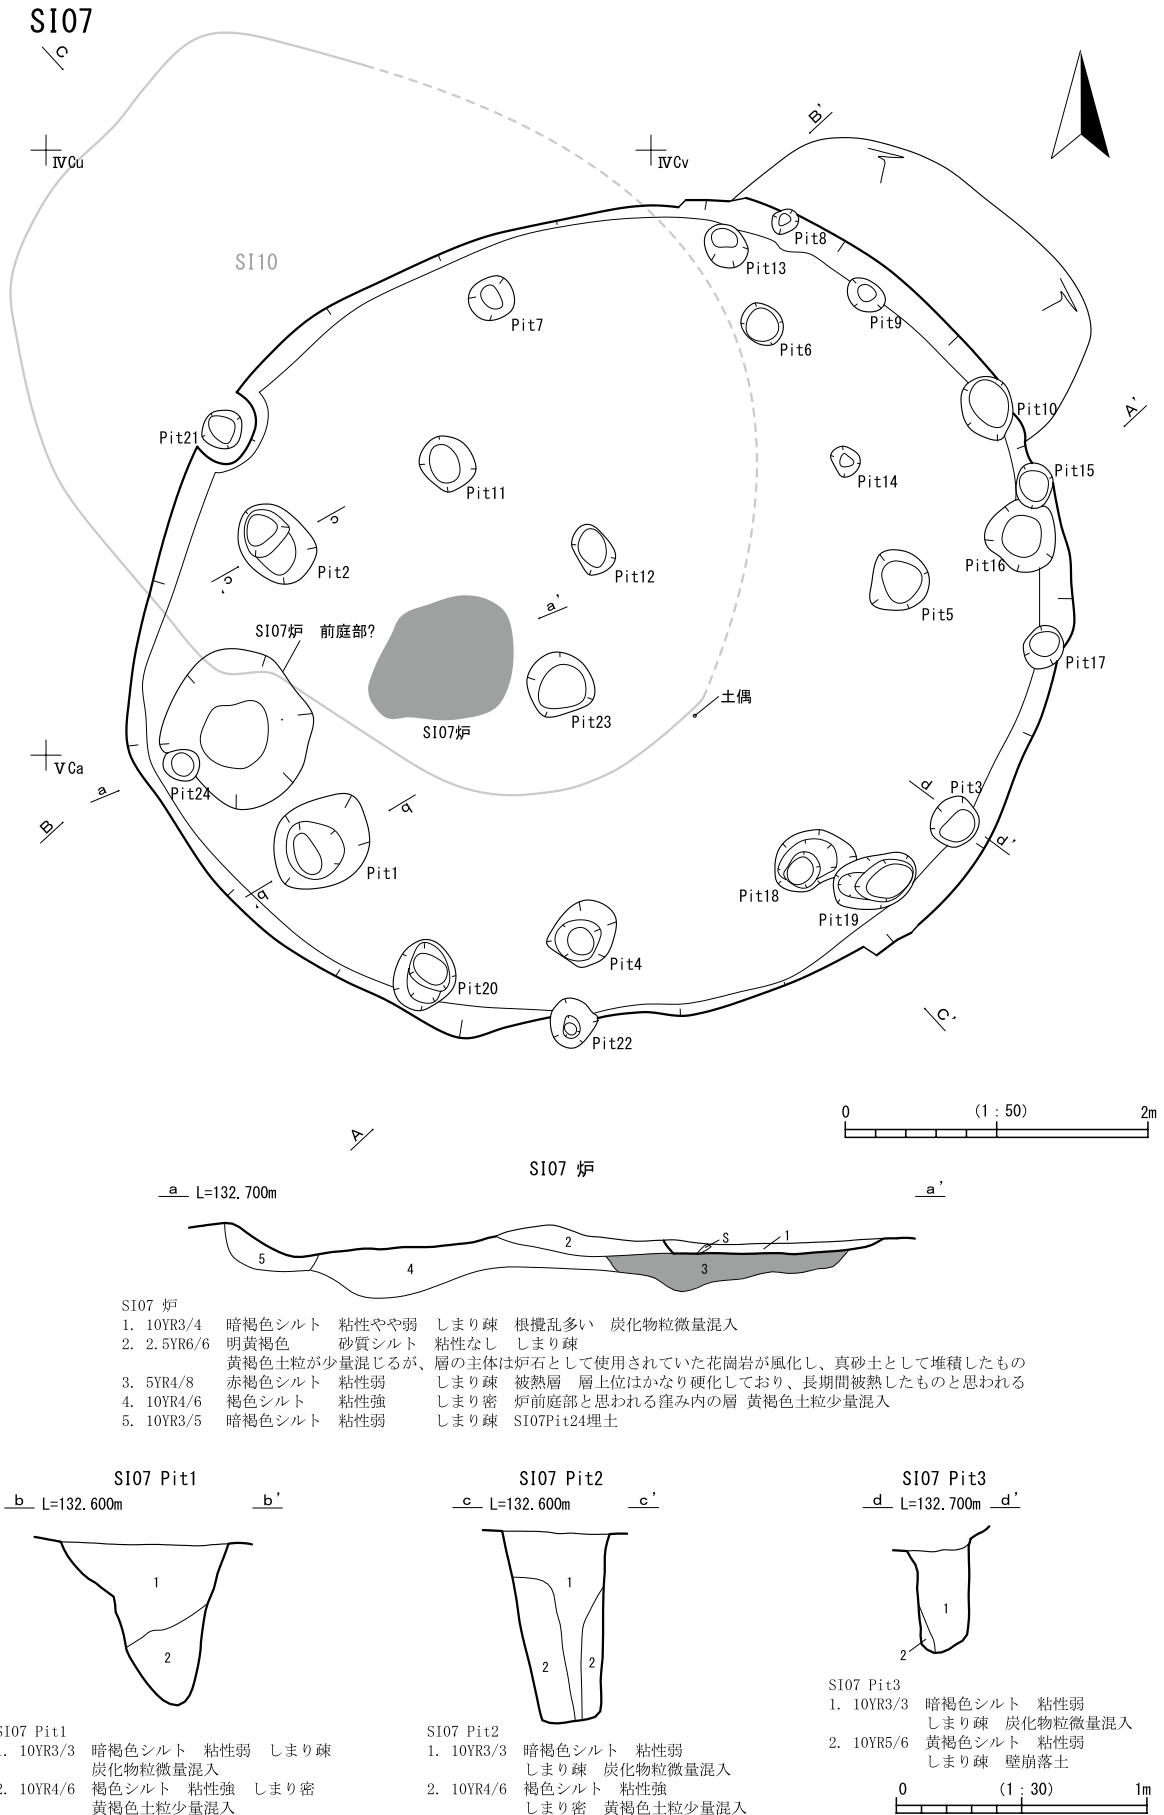 SI07
C
B'
ⅣCu
ⅣCv
SI10
Pit8
Pit13
Pit7
Pit9
Pit6
A'
Pit10
Pit21
Pit11
Pit14
Pit15
c
Pit2
Pit12
Pit16
c'
a'
Pit5
SI07炉 前庭部?
Pit17
土偶
Pit23
SI07炉
ⅤCa
a
Pit24
B
b
d
Pit3
d'
Pit1
b'
Pit18
Pit19
Pit4
Pit20
C'
Pit22
0 (1:50) 2m
A
SI07 炉
a L=132.700m a'
S 1
2
5 4 3
SI07 炉
1. 10YR3/4 暗褐色シルト 粘性やや弱 しまり疎 根攪乱多い 炭化物粒微量混入
2. 2.5YR6/6 明黄褐色 砂質シルト 粘性なし しまり疎
黄褐色土粒が少量混じるが、層の主体は炉石として使用されていた花崗岩が風化し、真砂土として堆積したもの
3. 5YR4/8 赤褐色シルト 粘性弱 しまり疎 被熱層 層上位はかなり硬化しており、長期間被熱したものと思われる
4. 10YR4/6 褐色シルト 粘性強 しまり密 炉前庭部と思われる窪み内の層 黄褐色土粒少量混入
5. 10YR3/5 暗褐色シルト 粘性弱 しまり疎 SI07Pit24埋土
SI07 Pit1
b L=132.600m b'
1
2
SI07 Pit1
1. 10YR3/3 暗褐色シルト 粘性弱 しまり疎
炭化物粒微量混入
2. 10YR4/6 褐色シルト 粘性強 しまり密
黄褐色土粒少量混入
SI07 Pit2
c L=132.600m c'
1
2 2
SI07 Pit2
1. 10YR3/3 暗褐色シルト 粘性弱
しまり疎 炭化物粒微量混入
2. 10YR4/6 褐色シルト 粘性強
しまり密 黄褐色土粒少量混入
SI07 Pit3
d L=132.700m d'
1
2
SI07 Pit3
1. 10YR3/3 暗褐色シルト 粘性弱
しまり疎 炭化物粒微量混入
2. 10YR5/6 黄褐色シルト 粘性弱
しまり疎 壁崩落土
0 (1:30) 1m